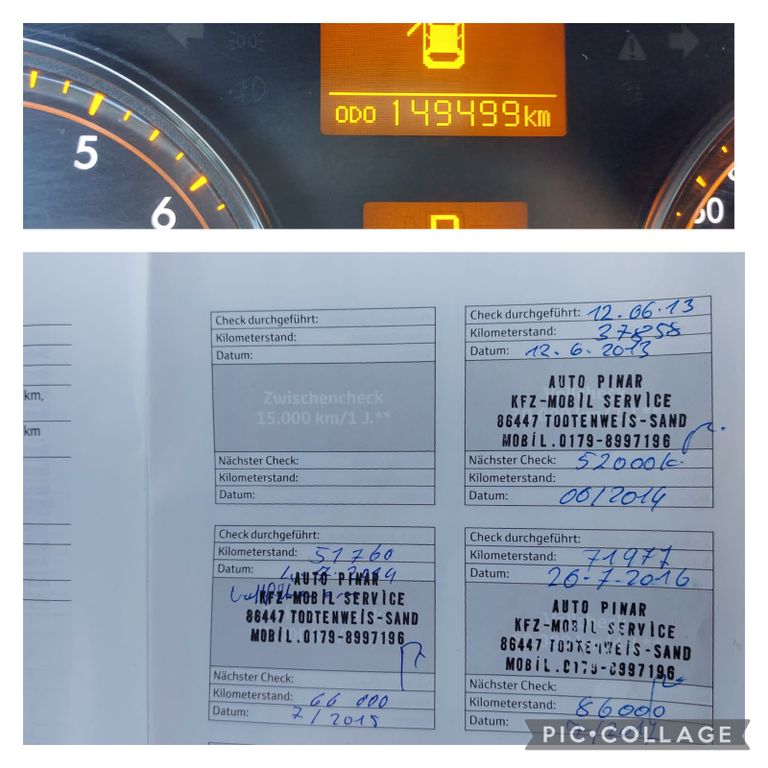 ODO 149499km
5
6
km,
km
Check durchgeführt:
Kilometerstand:
Datum:
Zwischencheck
15.000 km/1 J.**
Nächster Check:
Kilometerstand:
Datum:
Check durchgeführt: 12.06.13
Kilometerstand: 37858
Datum: 12.6.2013
AUTO PINAR
KFZ-MOBIL SERVICE
86447 TODTENWEIS-SAND
MOBIL.0179-8997196
Nächster Check: 52000k.
Kilometerstand:
Datum: 06/2014
Check durchgeführt:
Kilometerstand: 51760
Datum:
AUTO PINAR
KFZ-MOBIL SERVICE
86447 TODTENWEIS-SAND
MOBIL.0179-8997196
Nächster Check:
Kilometerstand: 66 000
Datum: 7/2015
Check durchgeführt:
Kilometerstand: 71977
Datum: 26-7-2016
AUTO PINAR
KFZ-MOBIL SERVICE
86447 TODTENWEIS-SAND
MOBIL.0179-8997196
Nächster Check:
Kilometerstand: 86000
Datum:
PIC•COLLAGE